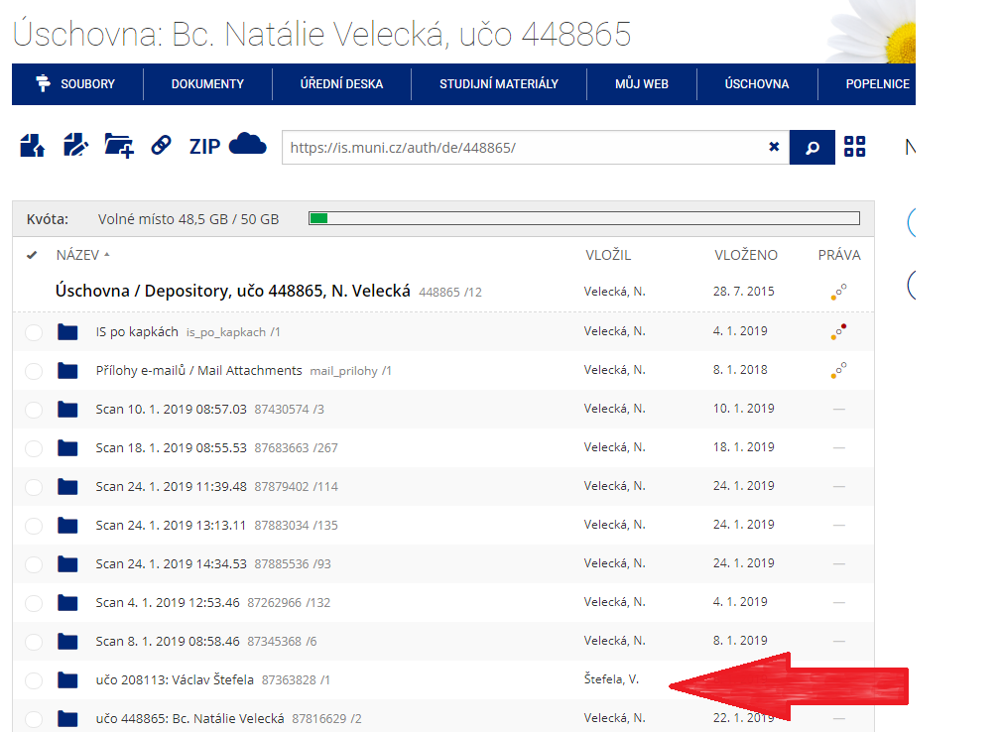 Úschovna: Bc. Natálie Velecká, učo 448865
SOUBORY DOKUMENTY ÚŘEDNÍ DESKA STUDIJNÍ MATERIÁLY MŮJ WEB ÚSCHOVNA POPELNICE
ZIP https://is.muni.cz/auth/de/448865/ N
Kvóta: Volné místo 48,5 GB / 50 GB
NÁZEV VLOŽIL VLOŽENO PRÁVA
Úschovna / Depository, učo 448865, N. Velecká 448865 /12 Velecká, N. 28. 7. 2015
IS po kapkách is_po_kapkach /1 Velecká, N. 4. 1. 2019
Přílohy e-mailů / Mail Attachments mail_prilohy /1 Velecká, N. 8. 1. 2018
Scan 10. 1. 2019 08:57.03 87430574 /3 Velecká, N. 10. 1. 2019 —
Scan 18. 1. 2019 08:55.53 87683663 /267 Velecká, N. 18. 1. 2019 —
Scan 24. 1. 2019 11:39.48 87879402 /114 Velecká, N. 24. 1. 2019 —
Scan 24. 1. 2019 13:13.11 87883034 /135 Velecká, N. 24. 1. 2019 —
Scan 24. 1. 2019 14:34.53 87885536 /93 Velecká, N. 24. 1. 2019 —
Scan 4. 1. 2019 12:53.46 87262966 /132 Velecká, N. 4. 1. 2019 —
Scan 8. 1. 2019 08:58.46 87345368 /6 Velecká, N. 8. 1. 2019 —
učo 208113: Václav Štefela 87363828 /1 Štefela, V.
učo 448865: Bc. Natálie Velecká 87816629 /2 Velecká, N. 22. 1. 2019 —